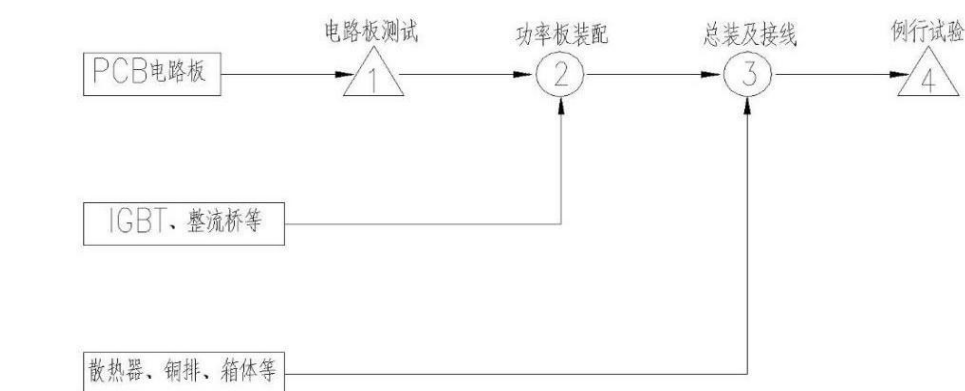 电路板测试
功率板装配
总装及接线
例行试验
PCB电路板
1
2
3
4
IGBT、整流桥等
散热器、铜排、箱体等